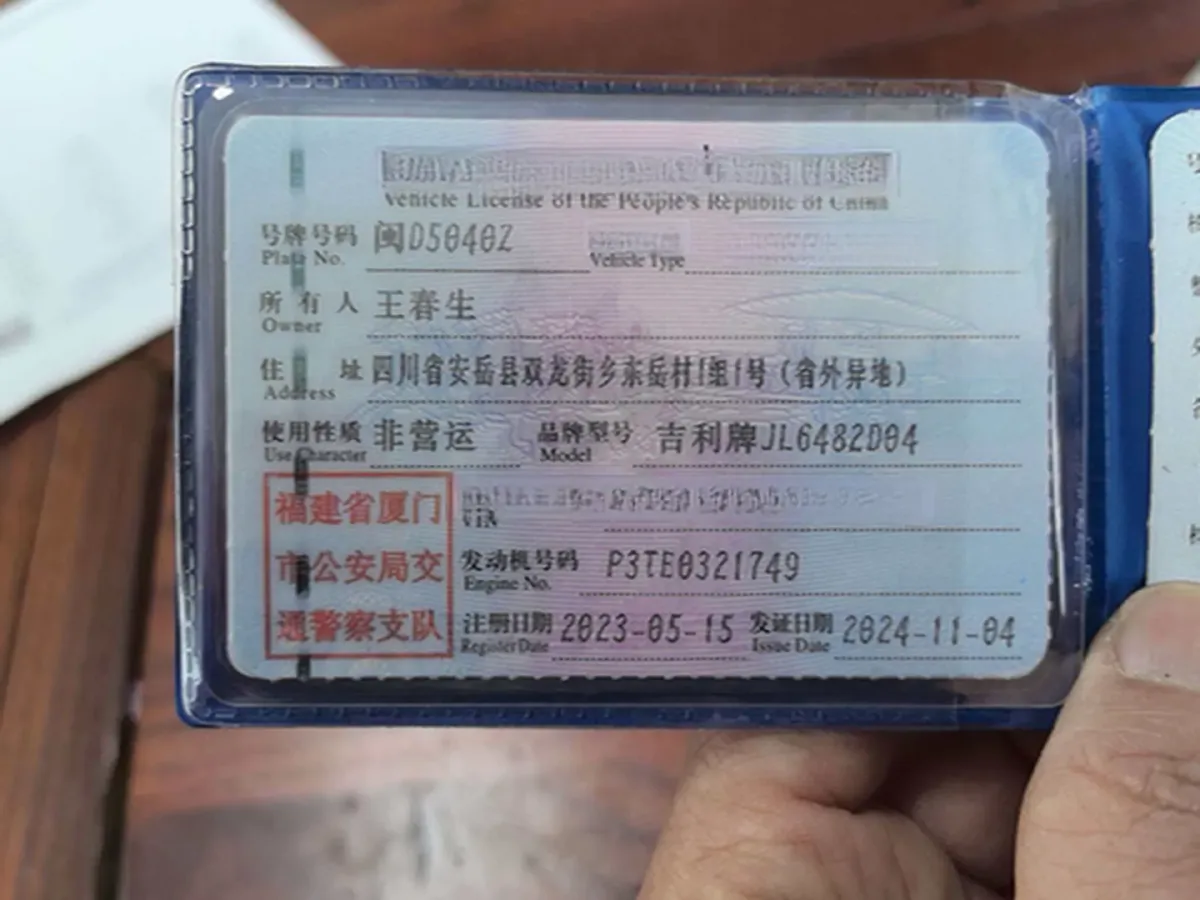 Vehicle License of the People's Republic of China
号牌号码 闽D50402
Plate No. Vehicle Type
所有人 王春生
Owner
住址 四川省安岳县双龙街乡东岳村1组1号（省外异地）
Address
使用性质 非营运 品牌型号 吉利牌JL6482D04
Use Character Model
福建省厦门
VIN
市公安局交 发动机号码 P3TE0321749
Engine No.
通警察支队 注册日期 2023-05-15 发证日期 2024-11-04
Register Date Issue Date